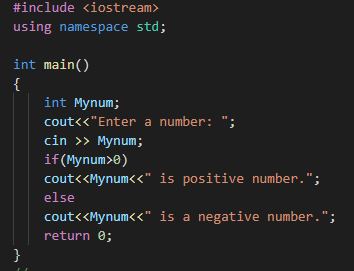 #include <iostream>
using namespace std;
int main()
{
int Mynum;
cout<<"Enter a number: ";
cin >> Mynum;
if(Mynum>0)
cout<<Mynum<<" is positive number.";
else
cout<<Mynum<<" is a negative number.";
return 0;
}